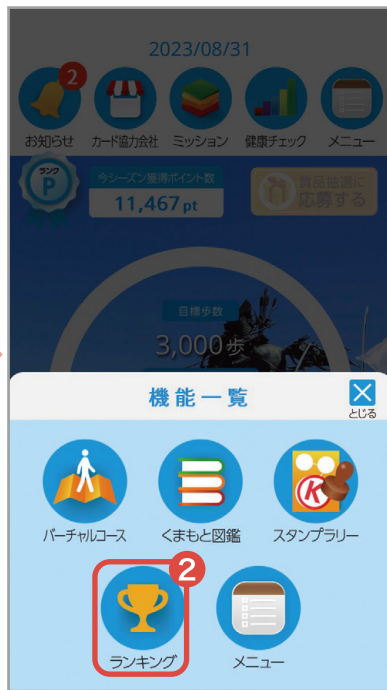 2023/08/31
2
お知らせ カード協力会社 ミッション 健康チェック メニュー
ランク
P
今シーズン獲得ポイント数
11,467 pt
賞品抽選に
応募する
目標歩数
3,000歩
機能一覧
とじる
K
バーチャルコース くまもと図鑑 スタンプラリー
2
ランキング メニュー